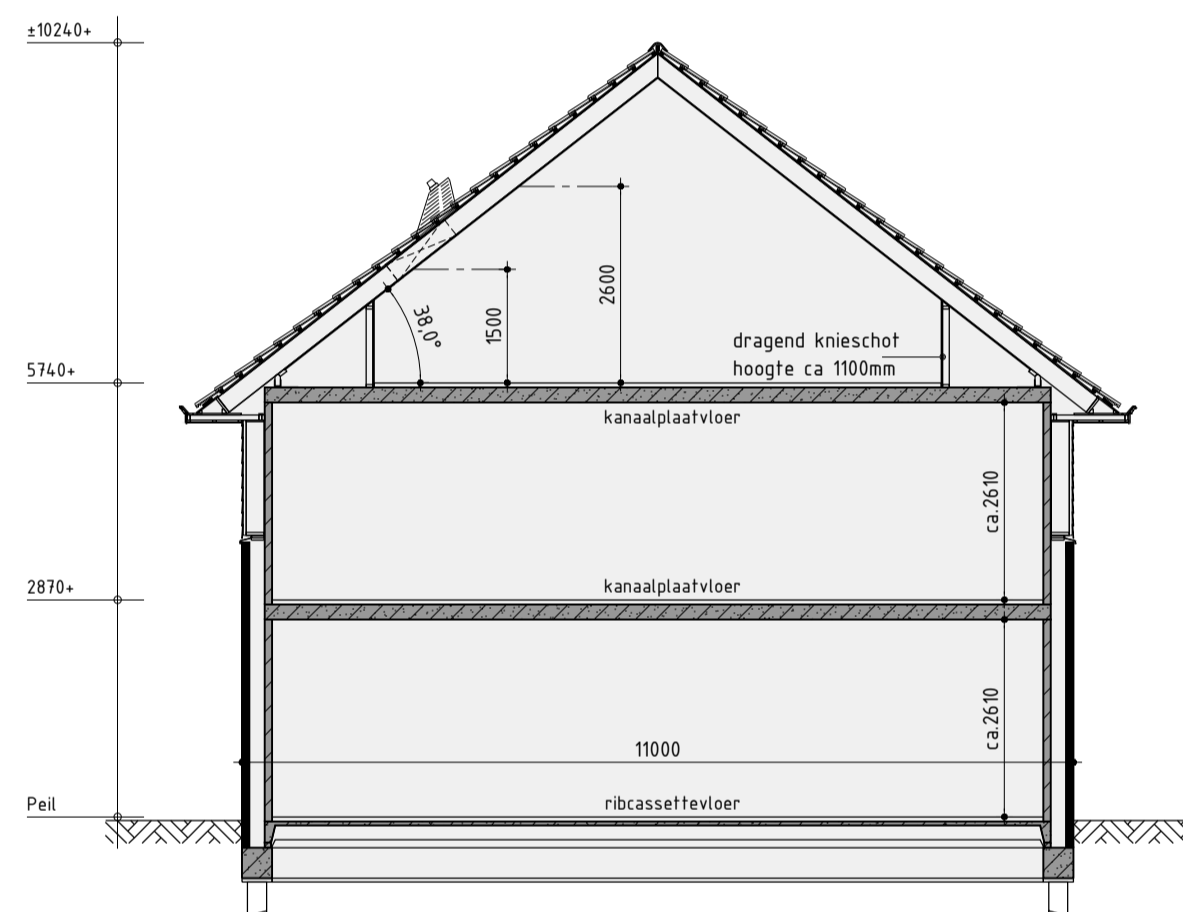 ±10240+
2600
38,0°
1500
dragend knieschot
hoogte ca 1100mm
5740+
kanaalplaatvloer
ca.2610
kanaalplaatvloer
2870+
ca.2610
11000
Peil
ribcassettevloer